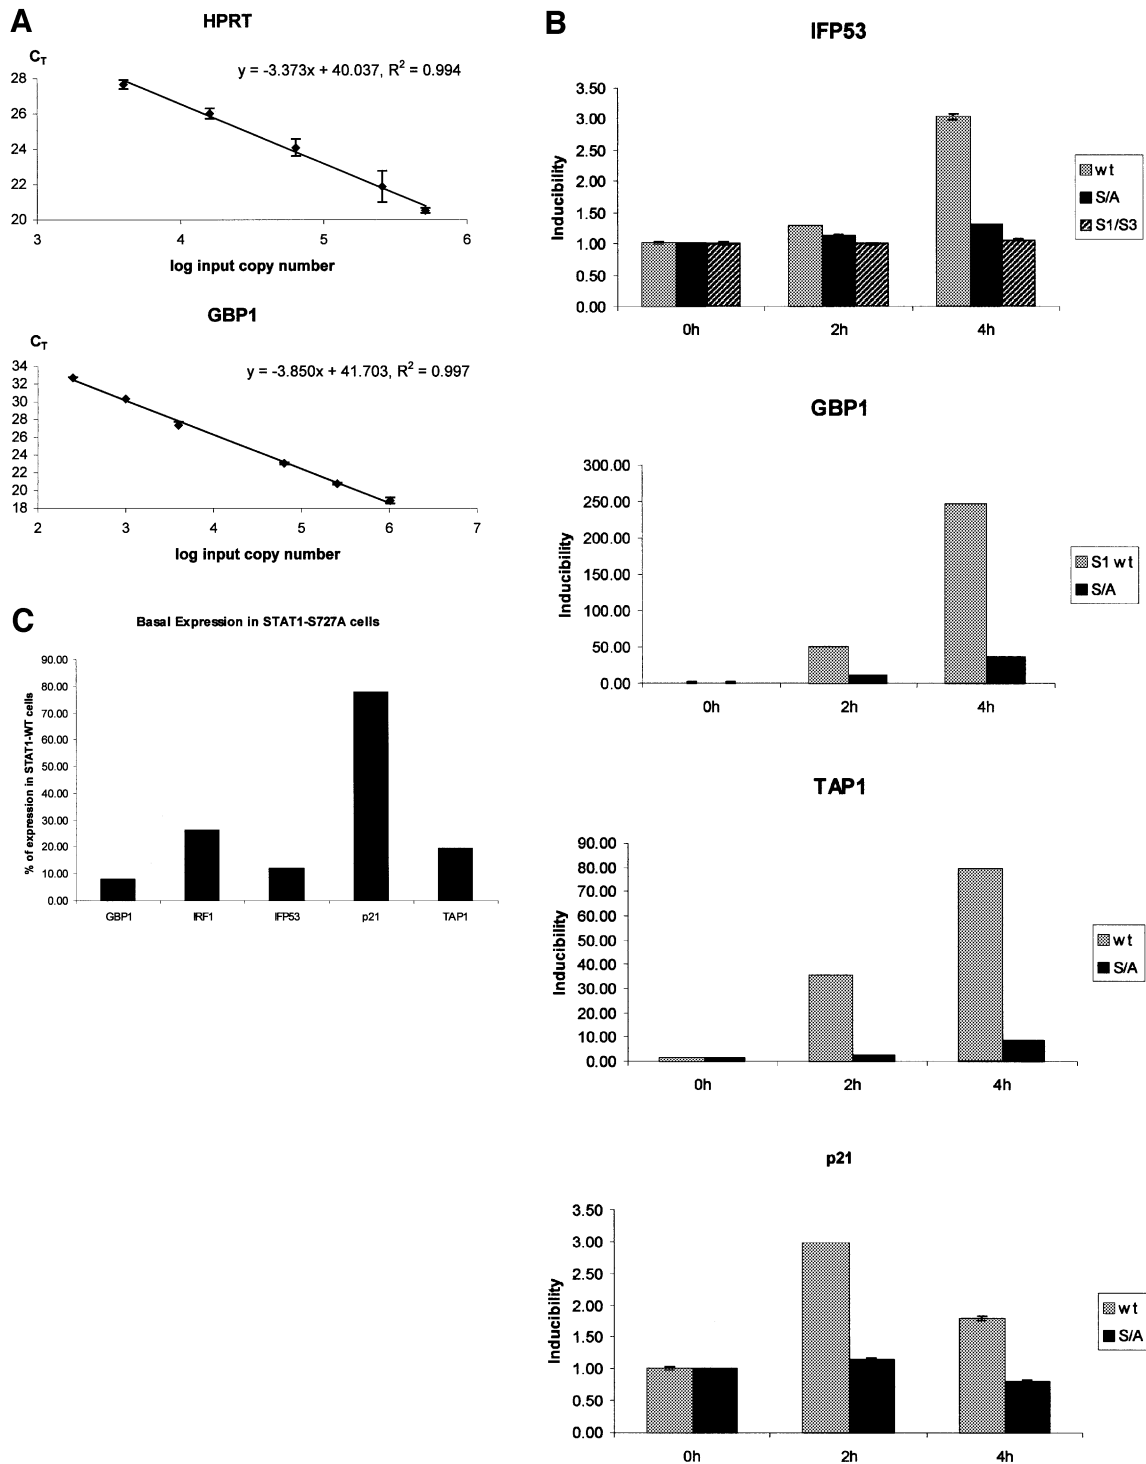 A
HPRT
CT
y = -3.373x + 40.037, R2 = 0.994
28
26
24
22
20
3 4 5 6
log input copy number
GBP1
CT
y = -3.850x + 41.703, R2 = 0.997
34
32
30
28
26
24
22
20
18
2 3 4 5 6 7
log input copy number
C
Basal Expression in STAT1-S727A cells
% of expression in STAT1-WT cells
90.00
80.00
70.00
60.00
50.00
40.00
30.00
20.00
10.00
0.00
GBP1 IRF1 IFP53 p21 TAP1
B
IFP53
Inducibility
3.50
3.00
2.50
2.00
1.50
1.00
0.50
0.00
0h 2h 4h
wt
S/A
S1/S3
GBP1
Inducibility
300.00
250.00
200.00
150.00
100.00
50.00
0.00
0h 2h 4h
S1 wt
S/A
TAP1
Inducibility
90.00
80.00
70.00
60.00
50.00
40.00
30.00
20.00
10.00
0.00
0h 2h 4h
wt
S/A
p21
Inducibility
3.50
3.00
2.50
2.00
1.50
1.00
0.50
0.00
0h 2h 4h
wt
S/A